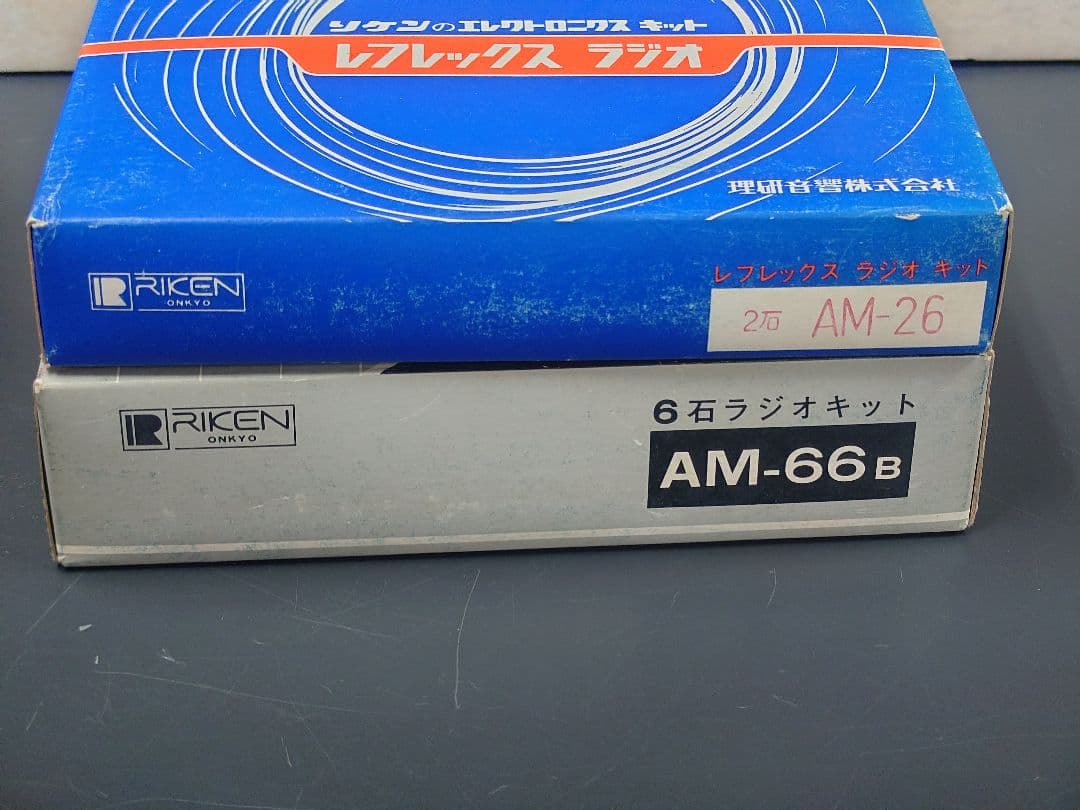 リケンのエレクトロニクス キット
レフレックス ラジオ
理研音響株式会社
R RIKEN
ONKYO
レフレックス ラジオ キット
2石 AM-26
R RIKEN
ONKYO
6石ラジオキット
AM-66B